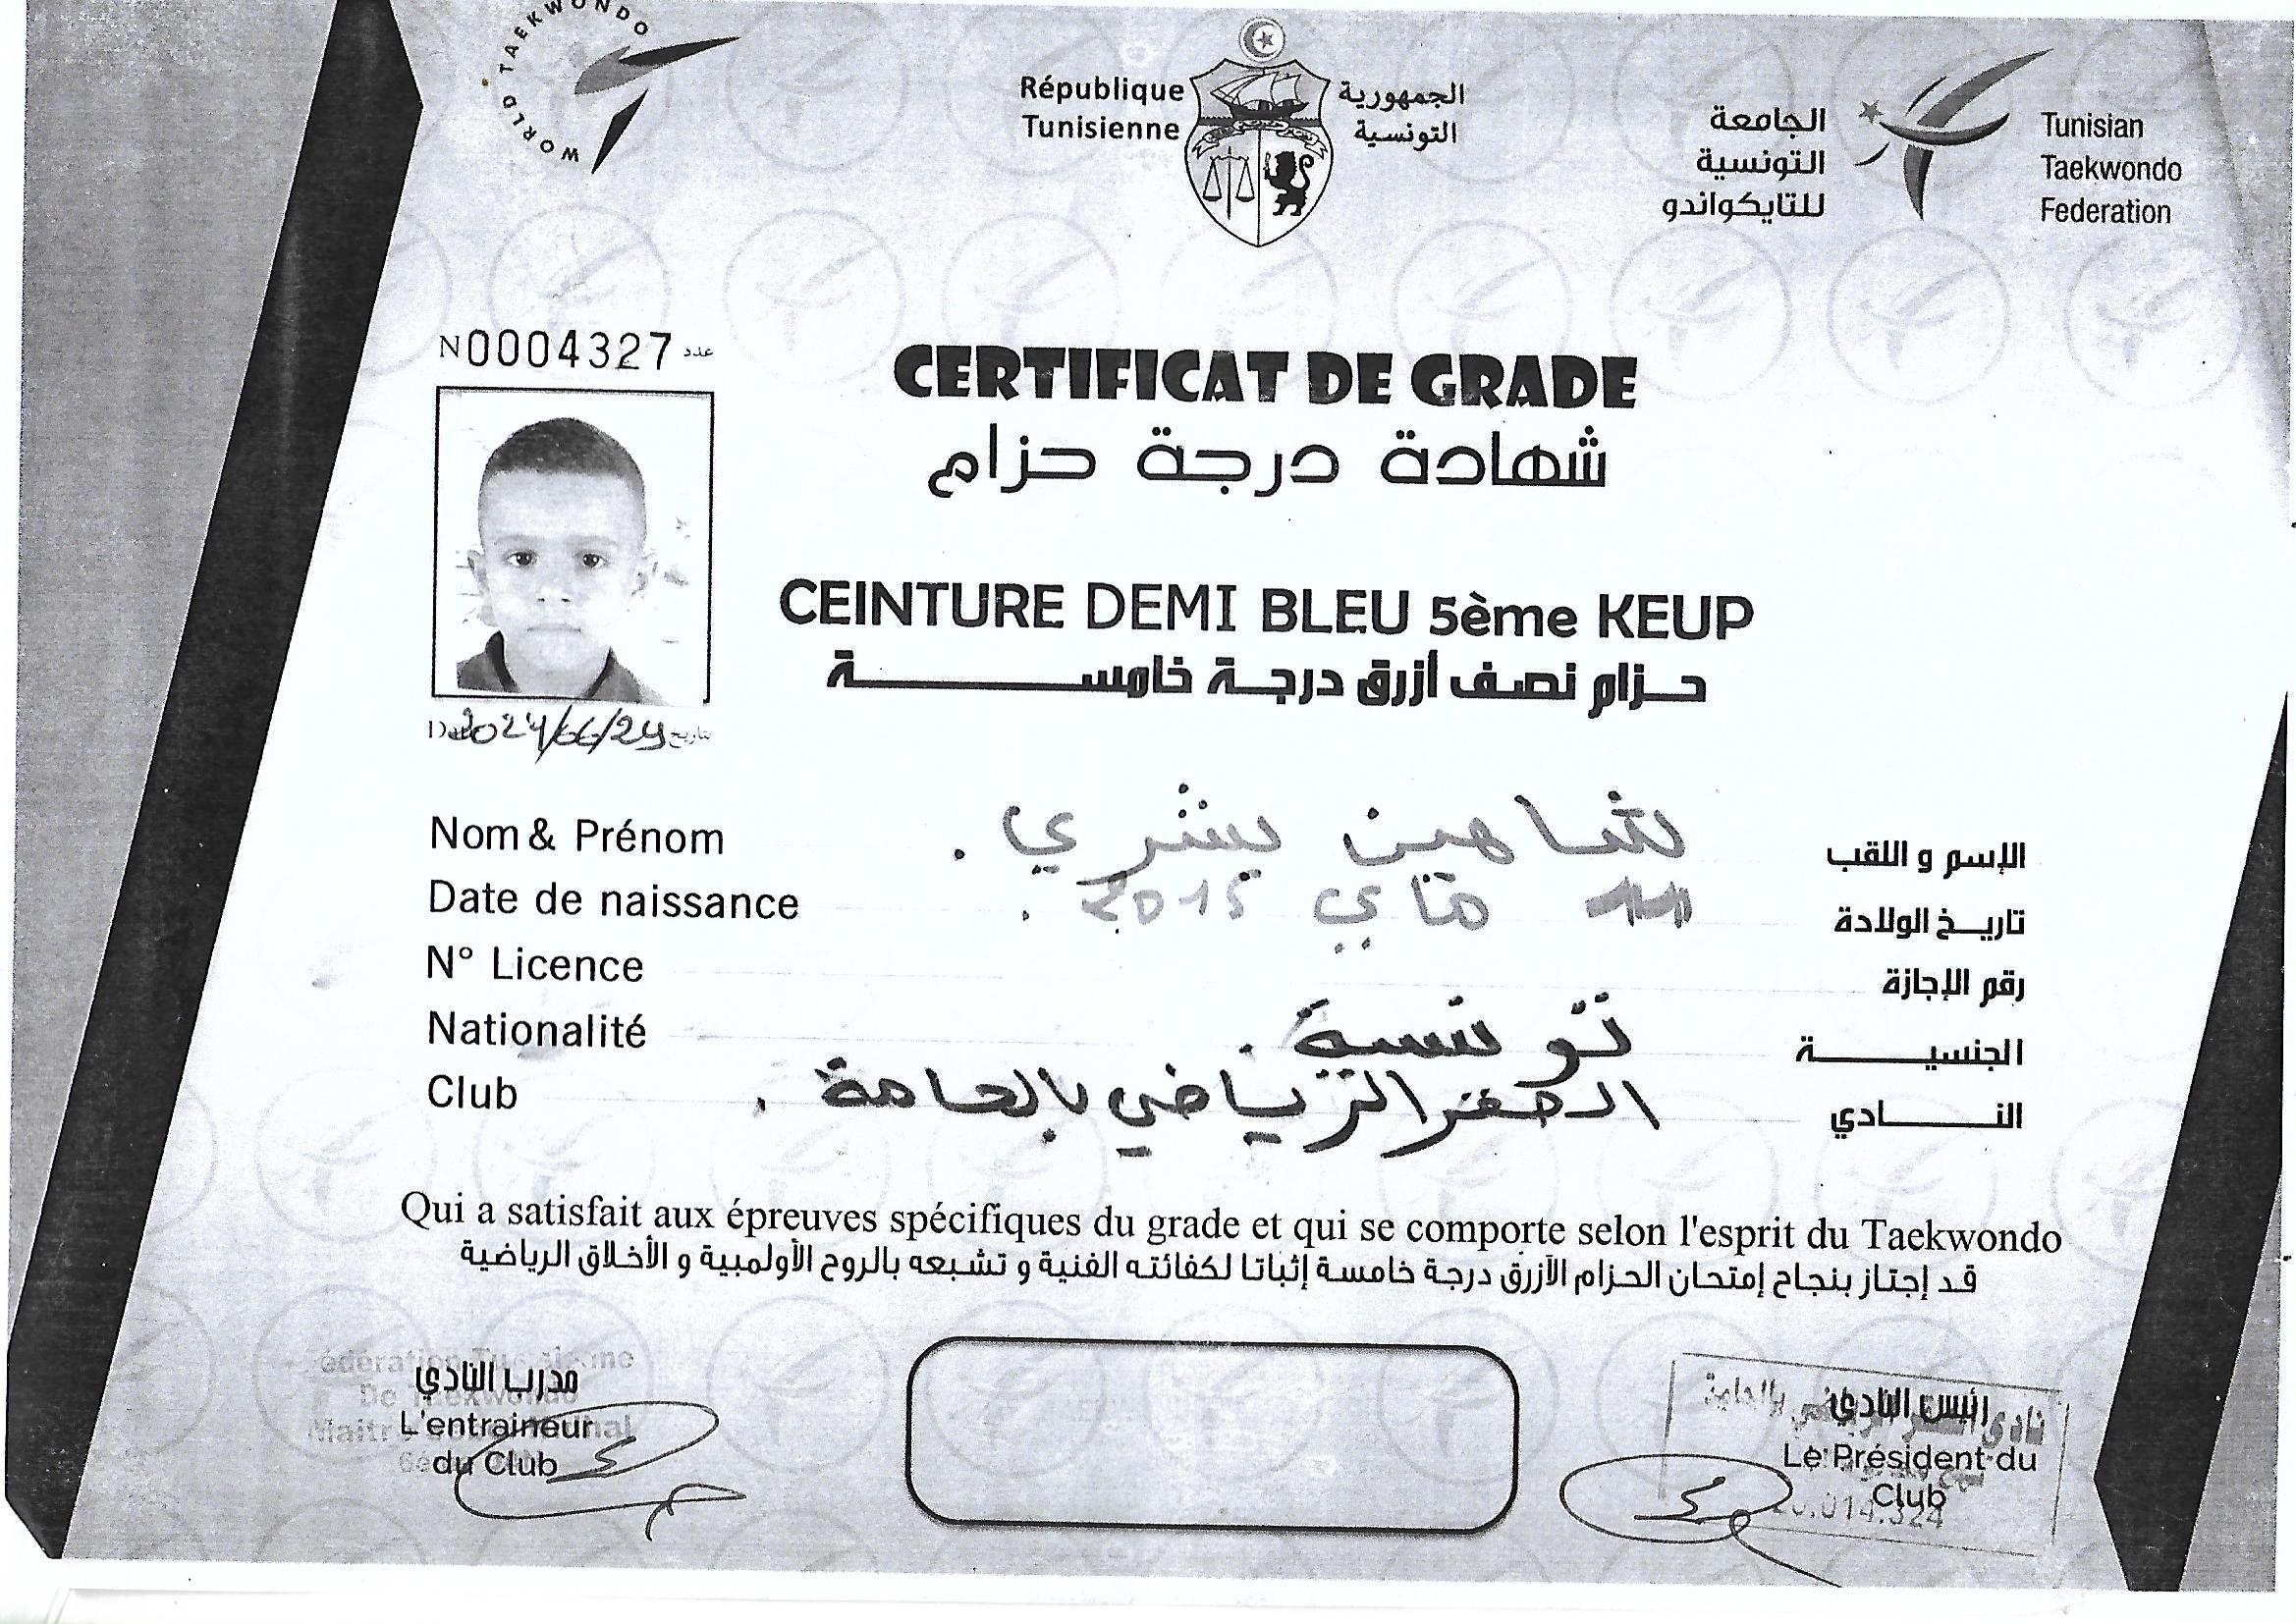 WORLD TAEKWONDO
République
Tunisienne
الجمهورية
التونسية
الجامعة
التونسية
للتايكواندو
Tunisian
Taekwondo
Federation
N0004327 عدد
CERTIFICAT DE GRADE
شهادة درجة حزام
CEINTURE DEMI BLEU 5ème KEUP
حزام نصف أزرق درجة خامسة
2024/06/29 تاريخ
Nom & Prénom شاهين يشري . الإسم و اللقب
Date de naissance 11 ماي 2015 . تاريخ الولادة
N° Licence رقم الإجازة
Nationalité تونسية . الجنسية
Club الرياضي بالحامة . النادي
Qui a satisfait aux épreuves spécifiques du grade et qui se comporte selon l'esprit du Taekwondo
قد إجتاز بنجاح إمتحان الحزام الأزرق درجة خامسة إثباتا لكفائته الفنية و تشبعه بالروح الأولمبية و الأخلاق الرياضية
مدرب النادي
L'entraineur
du Club
رئيس النادي
Le Président du
Club